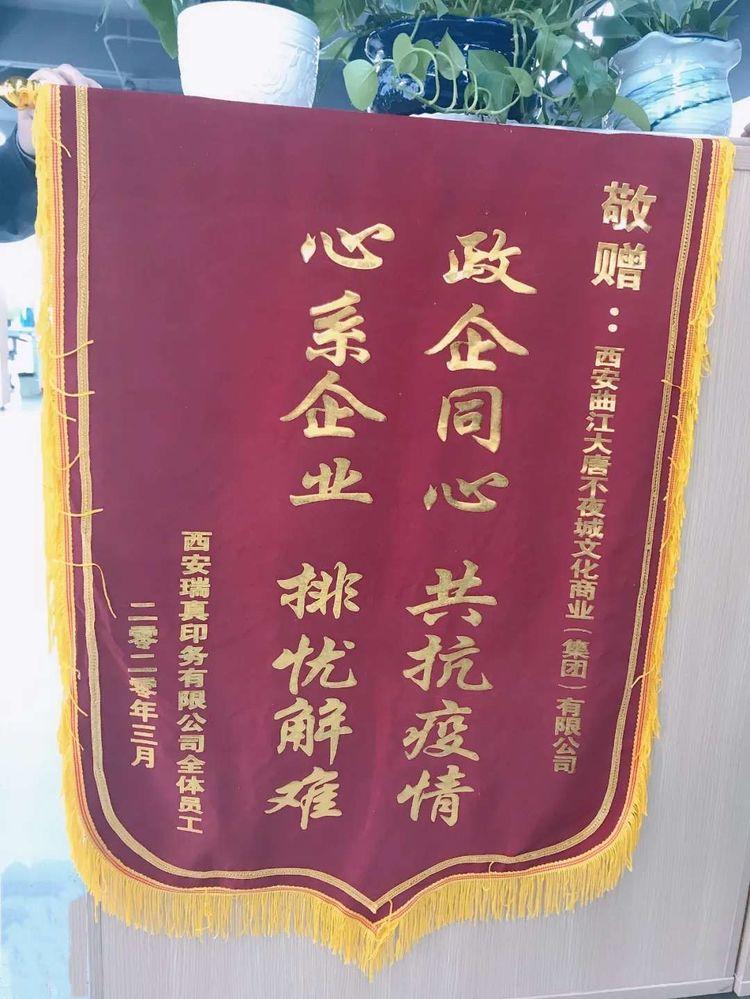 敬赠：西安曲江大唐不夜城文化商业（集团）有限公司
政企同心 共抗疫情
心系企业 排忧解难
西安瑞真印务有限公司全体员工
二零二零年三月